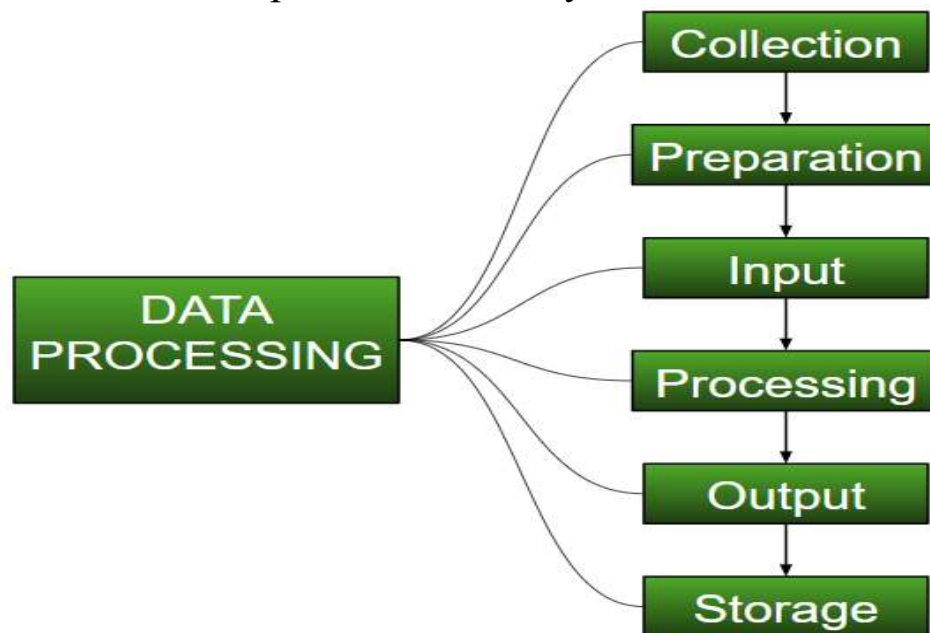 Collection
Preparation
Input
DATA
PROCESSING
Processing
Output
Storage